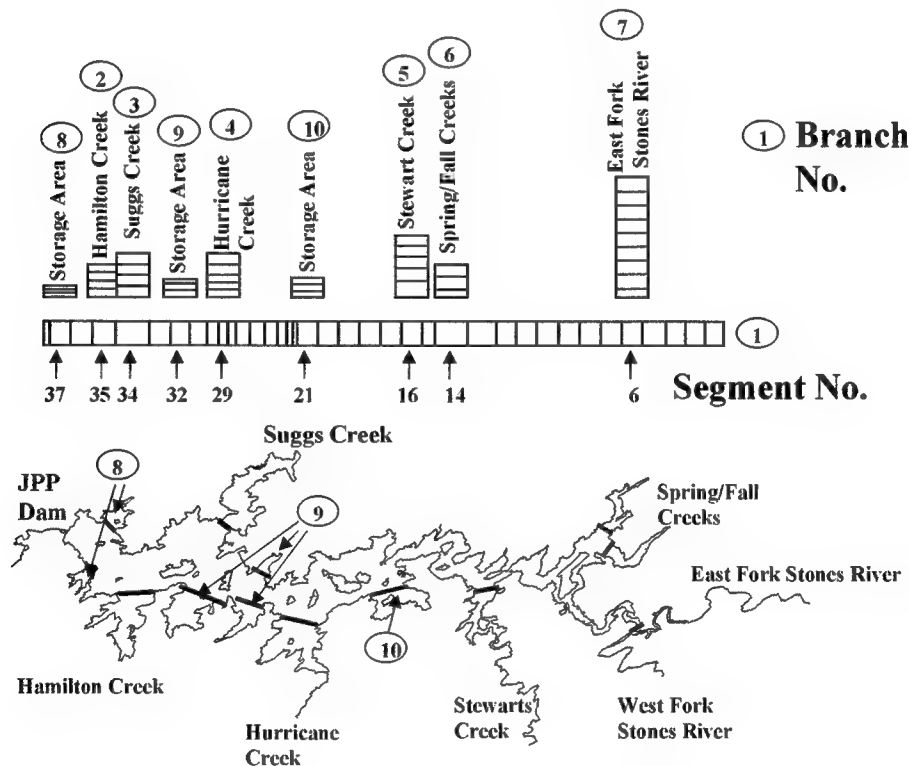 7
6
5
2
3
4
10
9
8
Storage Area
Hamilton Creek
Suggs Creek
Storage Area
Hurricane
Creek
Storage Area
Stewart Creek
Spring/Fall Creeks
East Fork
Stones River
1 Branch
No.
1
37
35
34
32
29
21
16
14
6
Segment No.
Suggs Creek
JPP
Dam
8
9
Spring/Fall
Creeks
East Fork Stones River
10
Hamilton Creek
Hurricane
Creek
Stewarts
Creek
West Fork
Stones River